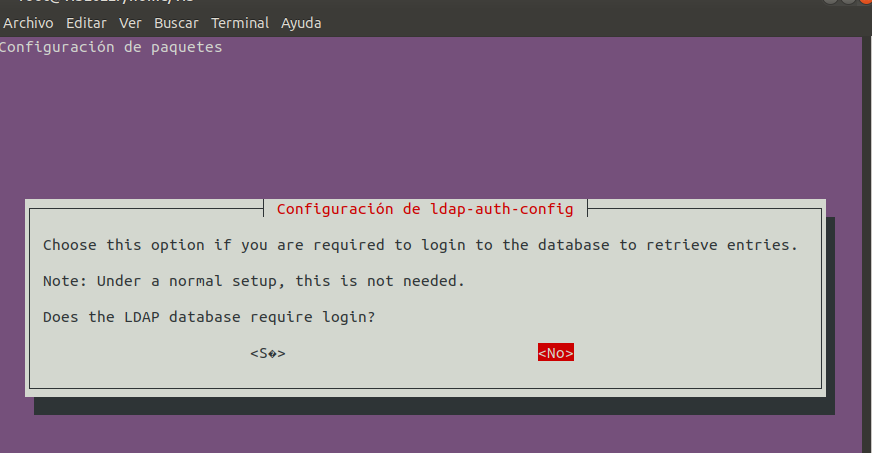 Archivo Editar Ver Buscar Terminal Ayuda
Configuración de paquetes
Configuración de ldap-auth-config
Choose this option if you are required to login to the database to retrieve entries.
Note: Under a normal setup, this is not needed.
Does the LDAP database require login?
<S�> <No>